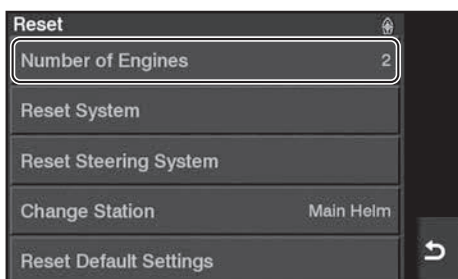 Reset
Number of Engines 2
Reset System
Reset Steering System
Change Station Main Helm
Reset Default Settings